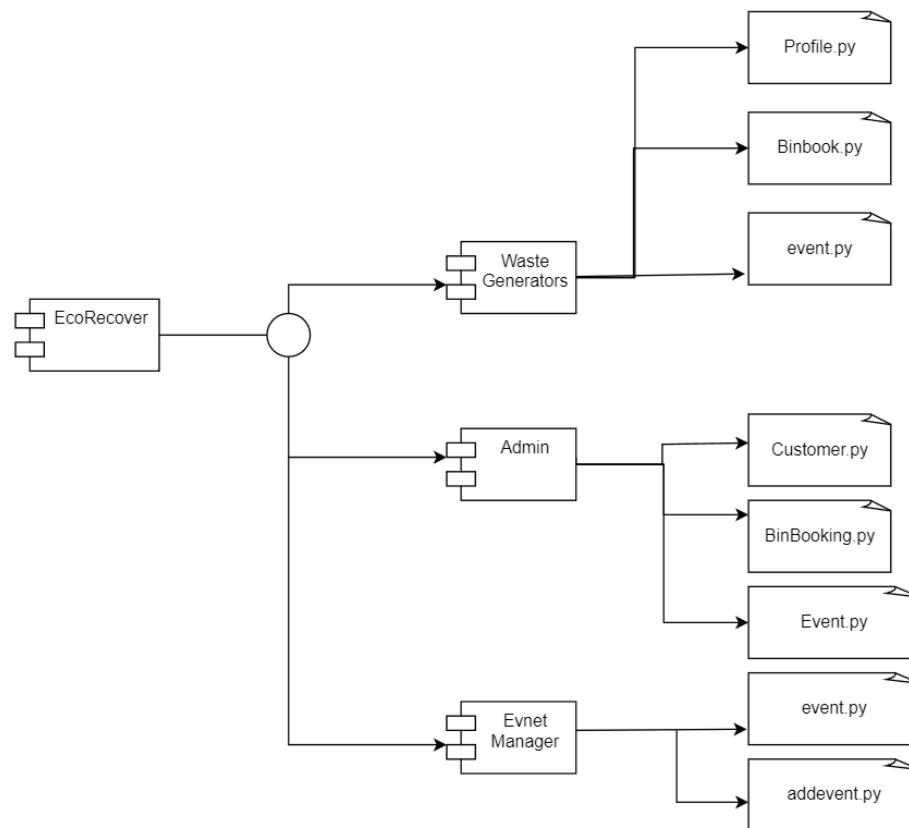 Profile.py
Binbook.py
event.py
Waste
Generators
EcoRecover
Admin
Customer.py
BinBooking.py
Event.py
Evnet
Manager
event.py
addevent.py